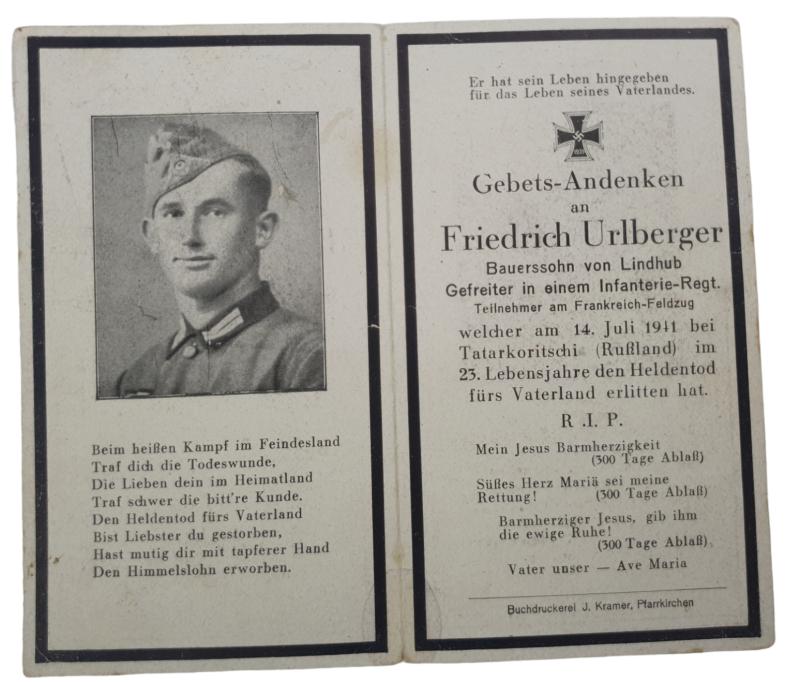 Beim heißen Kampf im Feindesland
Traf dich die Todeswunde,
Die Lieben dein im Heimatland
Traf schwer die bitt're Kunde.
Den Heldentod fürs Vaterland
Bist Liebster du gestorben,
Hast mutig dir mit tapferer Hand
Den Himmelslohn erworben.
Er hat sein Leben hingegeben
für das Leben seines Vaterlandes.
1939
Gebets-Andenken
an
Friedrich Urlberger
Bauerssohn von Lindhub
Gefreiter in einem Infanterie-Regt.
Teilnehmer am Frankreich-Feldzug
welcher am 14. Juli 1941 bei
Tatarkoritschi (Rußland) im
23. Lebensjahre den Heldentod
fürs Vaterland erlitten hat.
R .I. P.
Mein Jesus Barmherzigkeit
(300 Tage Ablaß)
Süßes Herz Mariä sei meine
Rettung! (300 Tage Ablaß)
Barmherziger Jesus, gib ihm
die ewige Ruhe!
(300 Tage Ablaß)
Vater unser — Ave Maria
Buchdruckerei J. Kramer, Pfarrkirchen